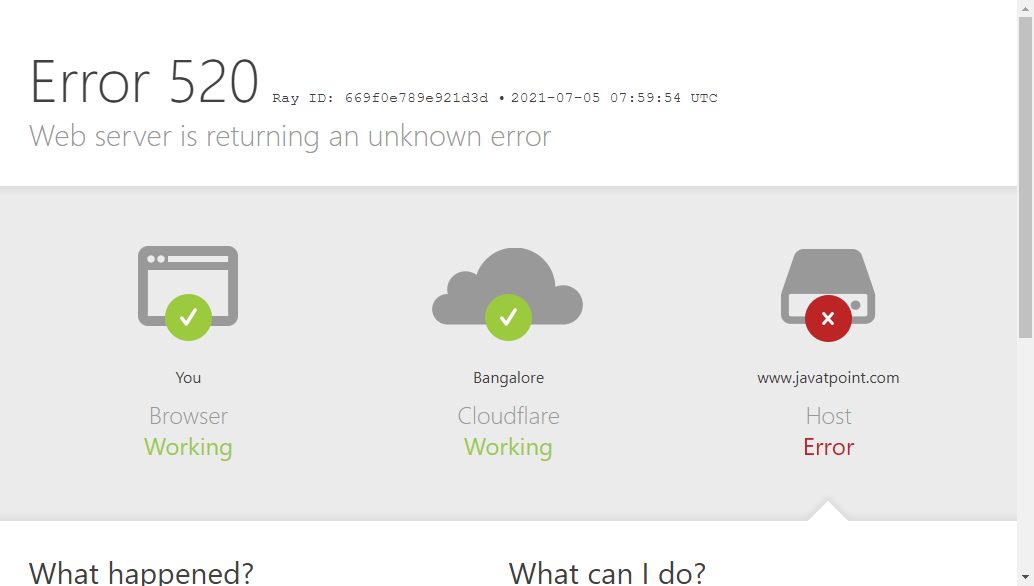 Error 520 Ray ID: 669f0e789e921d3d • 2021-07-05 07:59:54 UTC
Web server is returning an unknown error
You
Browser
Working
Bangalore
Cloudflare
Working
www.javatpoint.com
Host
Error
What happened?
What can I do?